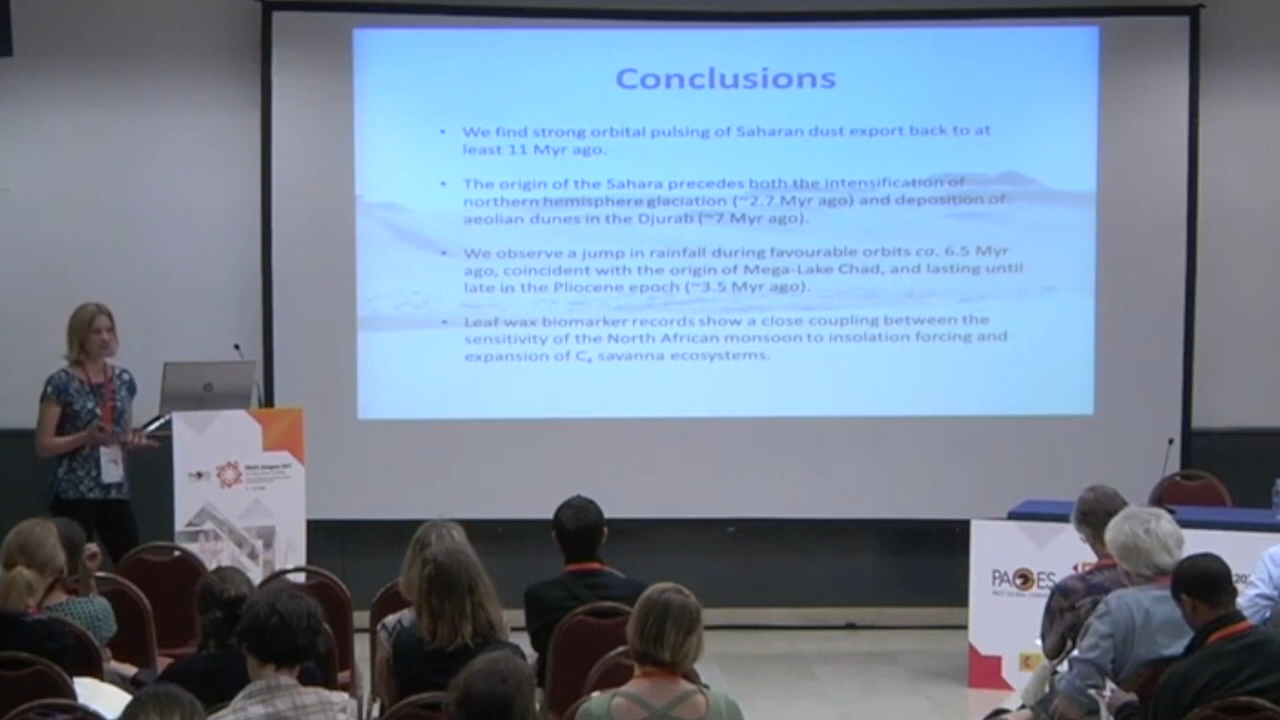 Conclusions
• We find strong orbital pulsing of Saharan dust export back to at
least 11 Myr ago.
• The origin of the Sahara precedes both the intensification of
northern hemisphere glaciation (~2.7 Myr ago) and deposition of
aeolian dunes in the Djurab (~7 Myr ago).
• We observe a jump in rainfall during favourable orbits ca. 6.5 Myr
ago, coincident with the origin of Mega-Lake Chad, and lasting until
late in the Pliocene epoch (~3.5 Myr ago).
• Leaf wax biomarker records show a close coupling between the
sensitivity of the North African monsoon to insolation forcing and
expansion of C₄ savanna ecosystems.
PAGES